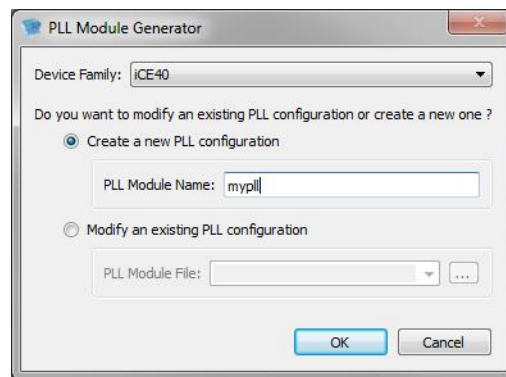 PLL Module Generator
Device Family: iCE40
Do you want to modify an existing PLL configuration or create a new one ?
Create a new PLL configuration
PLL Module Name: mypll
Modify an existing PLL configuration
PLL Module File: ...
OK Cancel